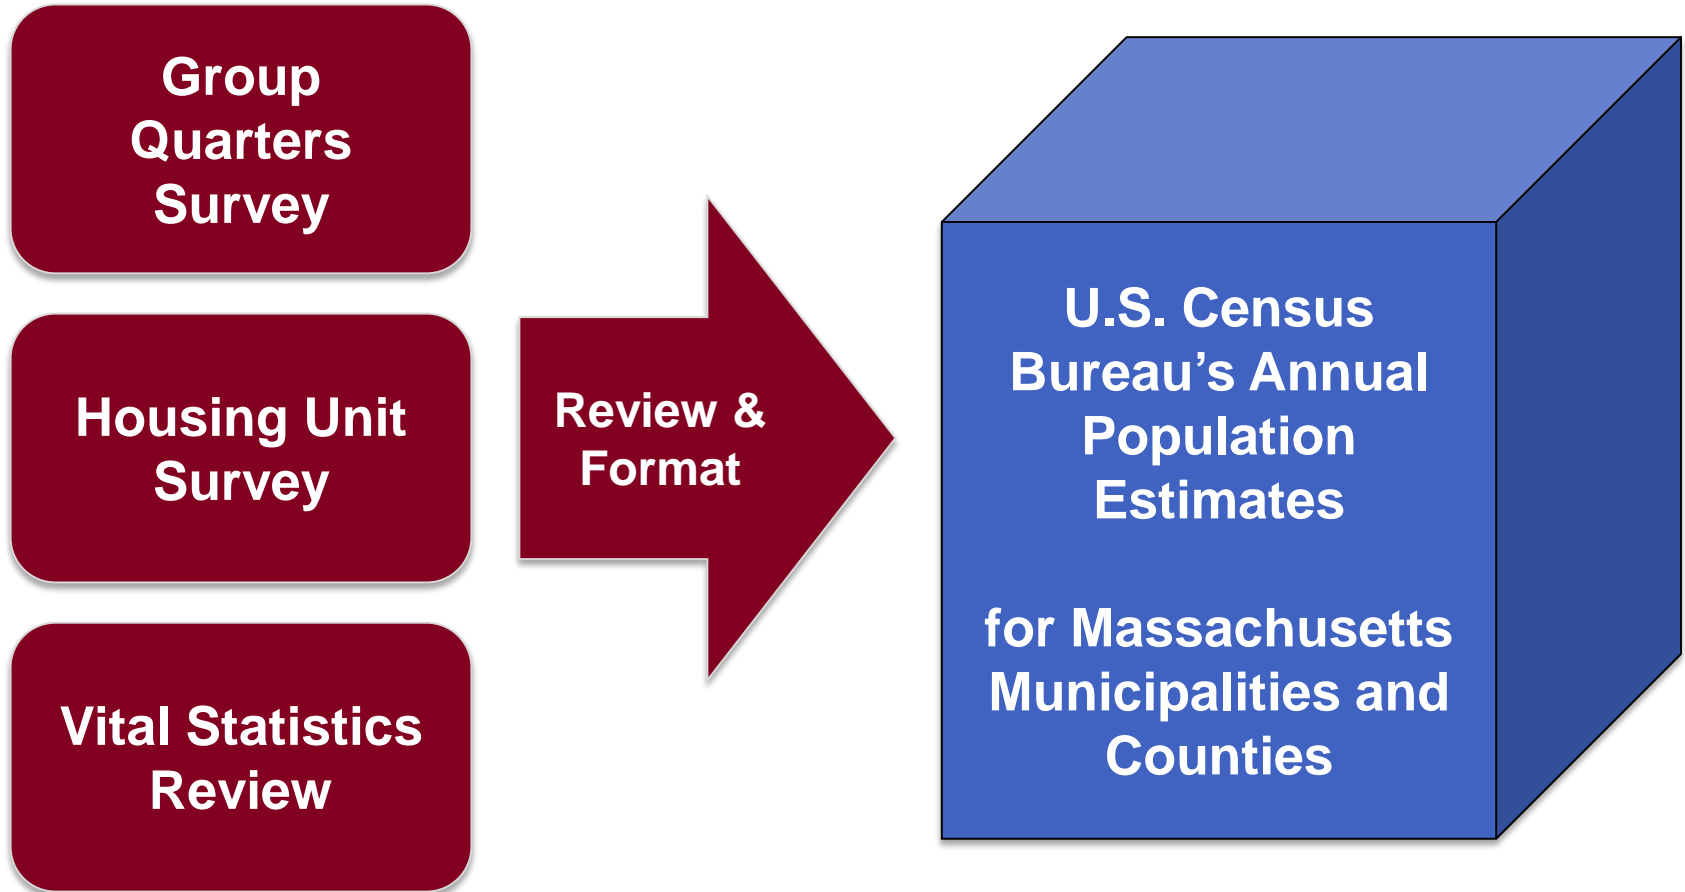 Group
Quarters
Survey
Housing Unit
Survey
Vital Statistics
Review
Review &
Format
U.S. Census
Bureau’s Annual
Population
Estimates
for Massachusetts
Municipalities and
Counties